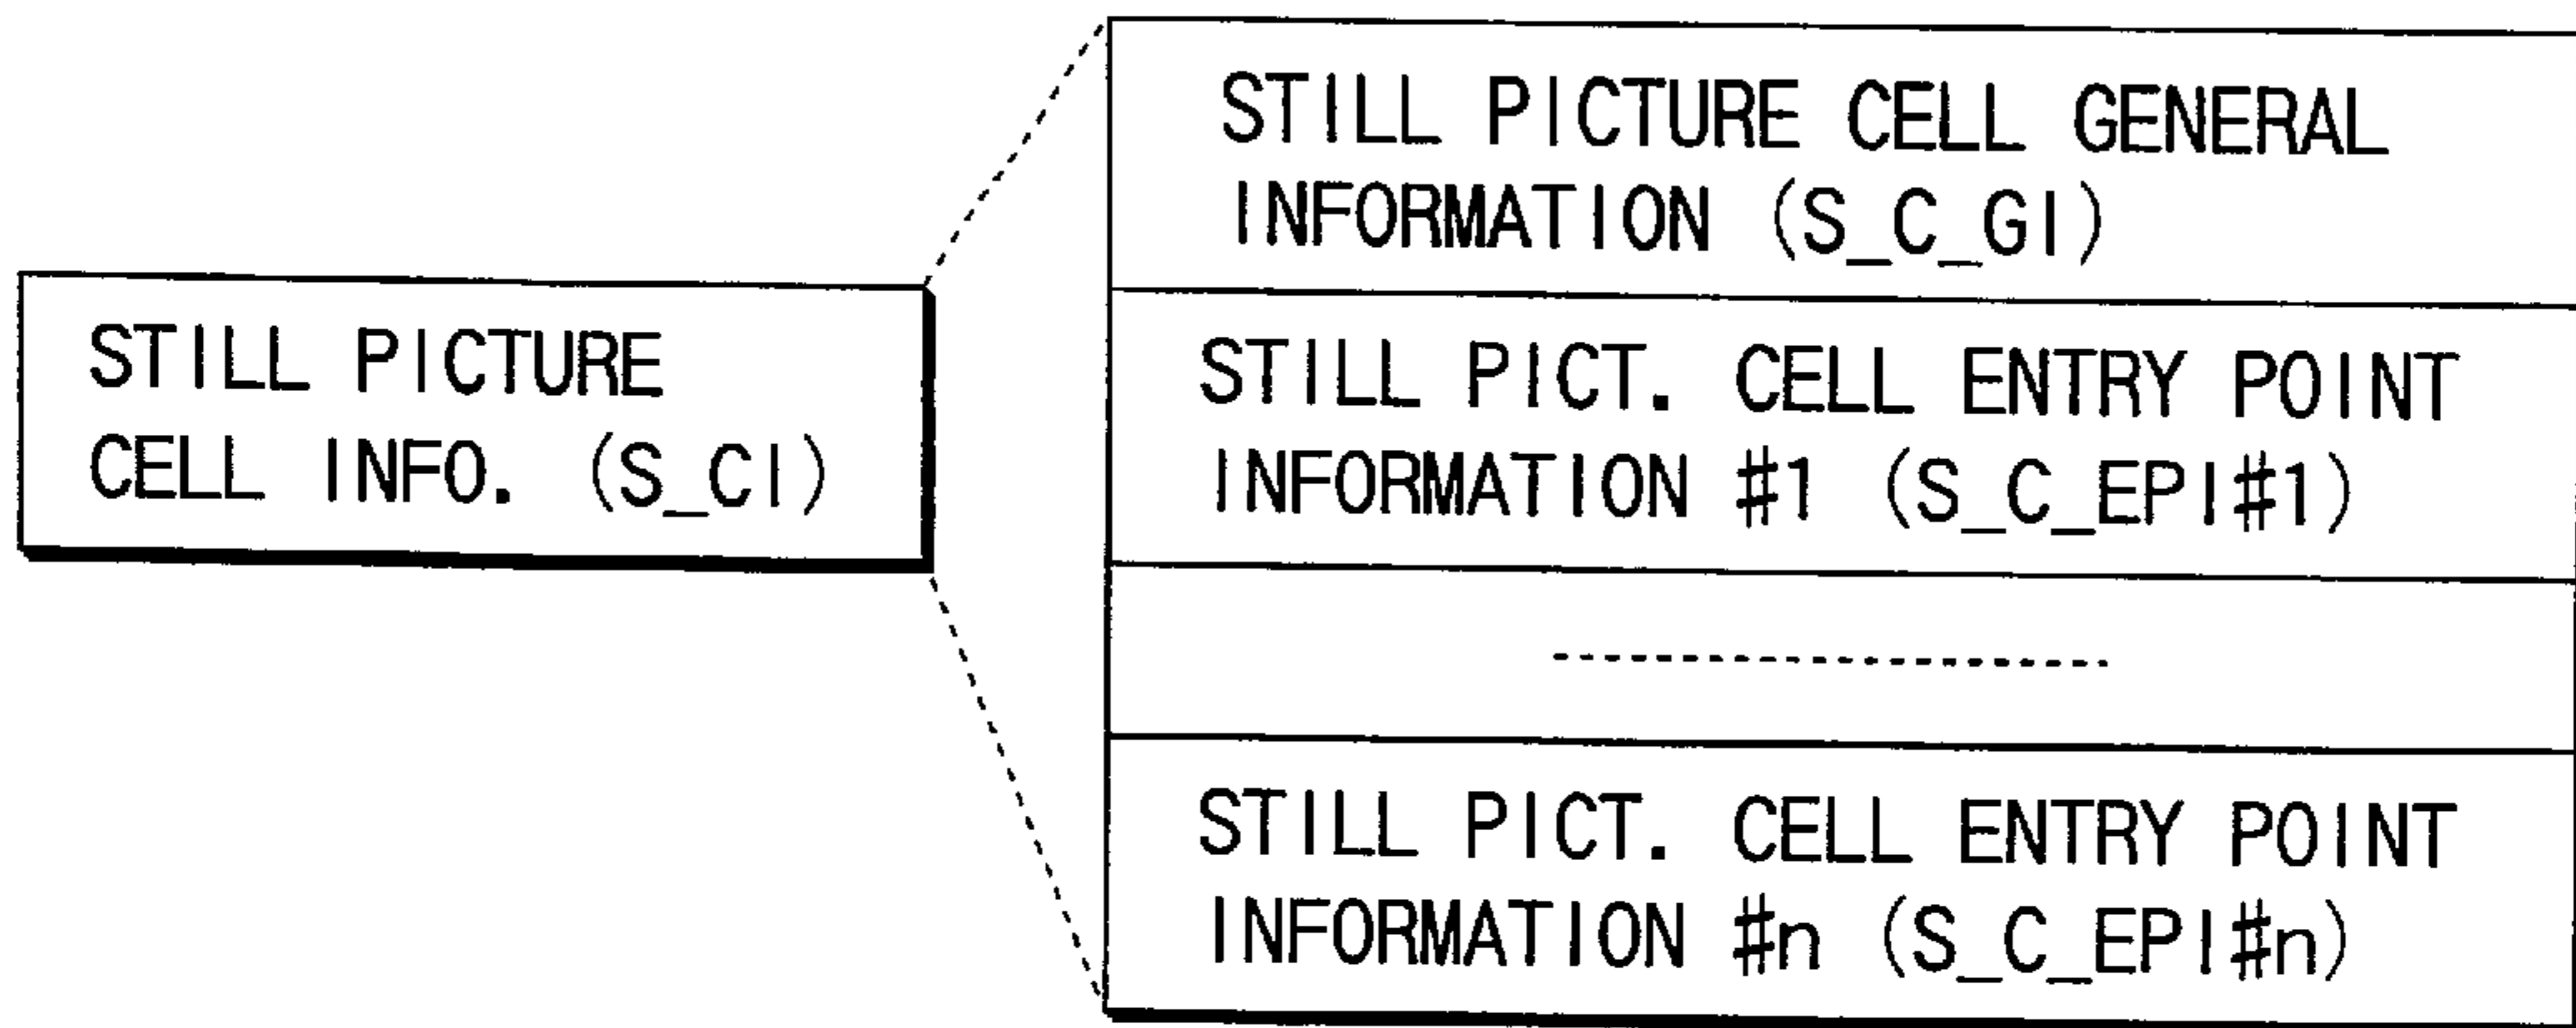 STILL PICTURE
CELL INFO. (S_CI)
STILL PICTURE CELL GENERAL
INFORMATION (S_C_GI)
STILL PICT. CELL ENTRY POINT
INFORMATION #1 (S_C_EPI#1)
STILL PICT. CELL ENTRY POINT
INFORMATION #n (S_C_EPI#n)